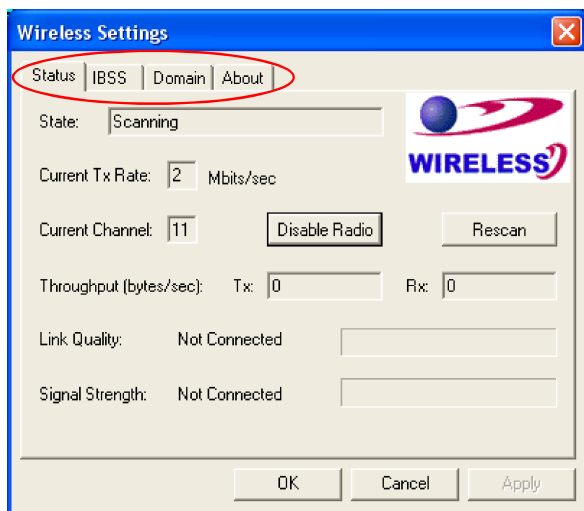 Wireless Settings
Status IBSS Domain About
State: Scanning
WIRELESS
Current Tx Rate: 2 Mbits/sec
Current Channel: 11 Disable Radio Rescan
Throughput (bytes/sec): Tx: 0 Rx: 0
Link Quality: Not Connected
Signal Strength: Not Connected
OK Cancel Apply